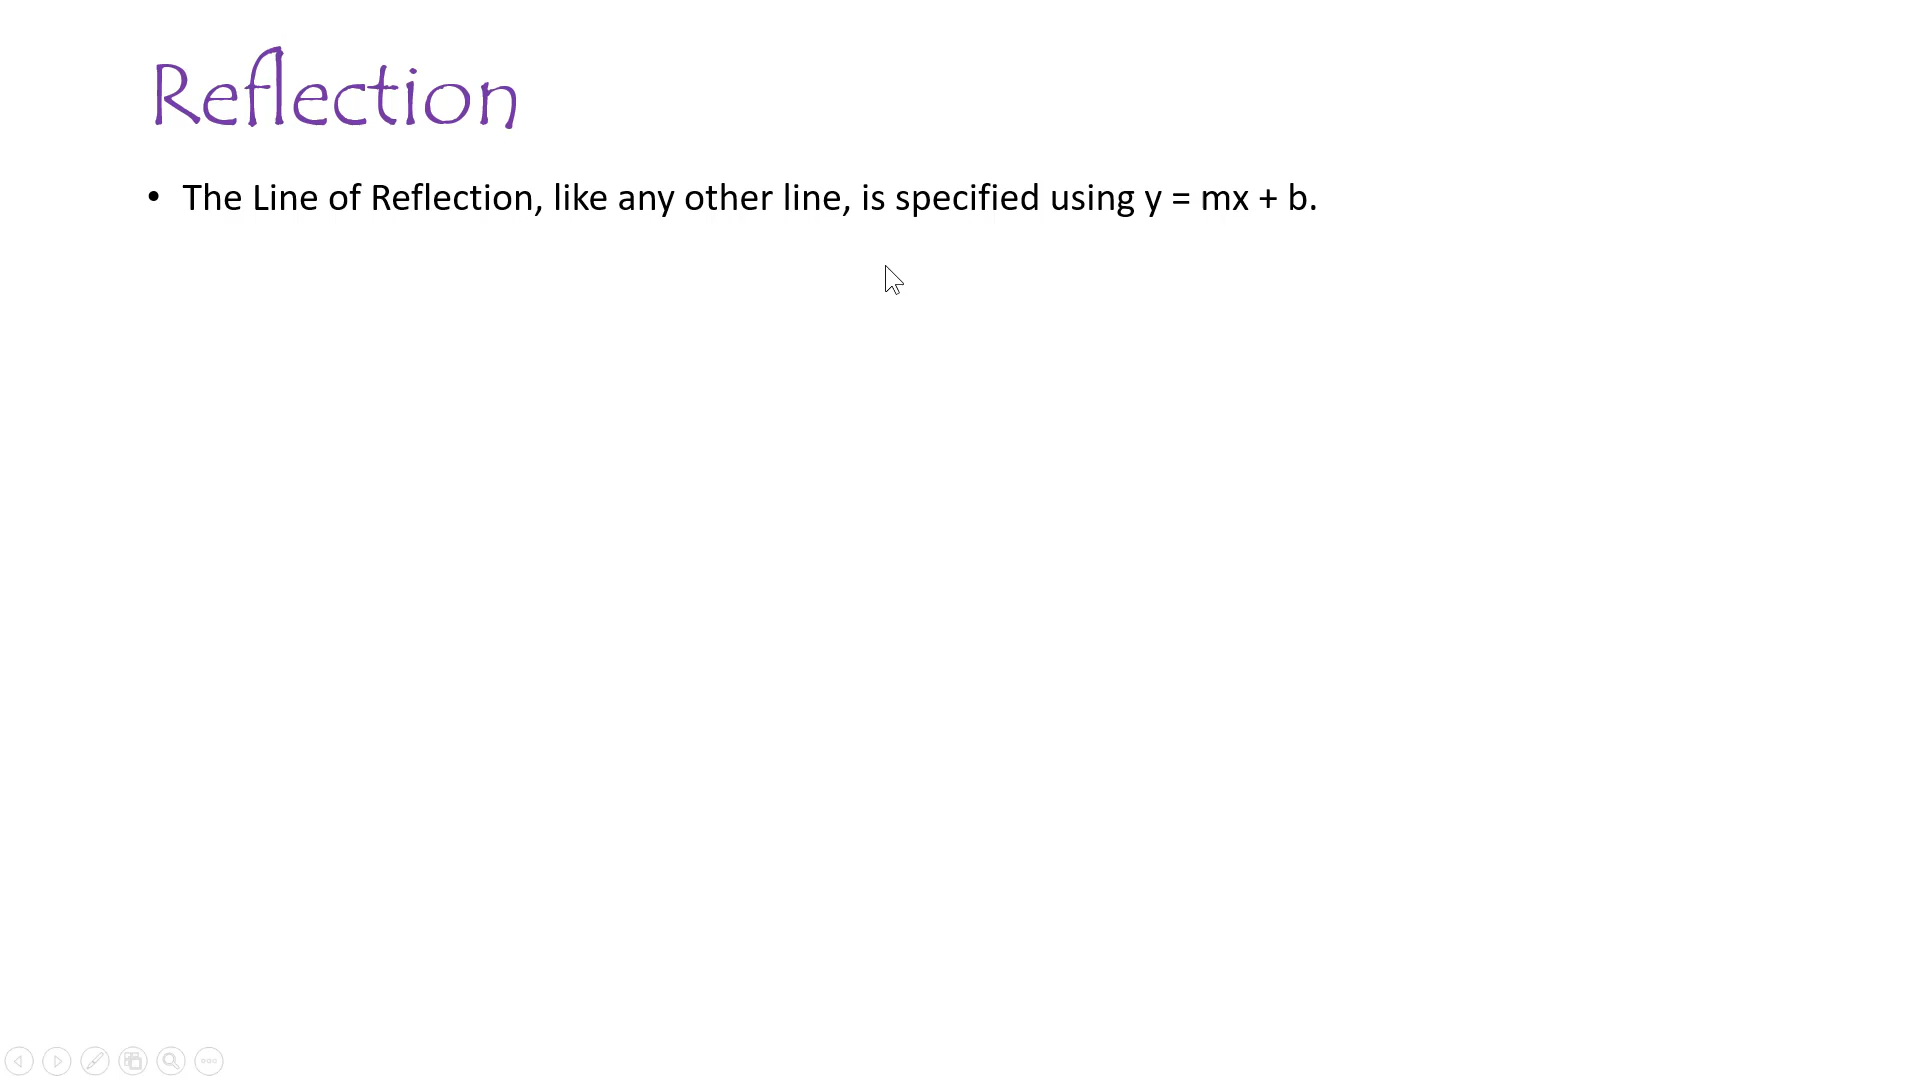 Reflection
• The Line of Reflection, like any other line, is specified using y = mx + b.